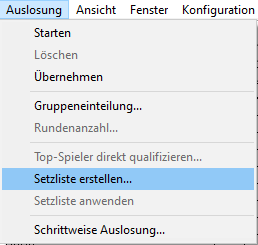 Auslosung Ansicht Fenster Konfiguration
Starten
Löschen
Übernehmen
Gruppeneinteilung...
Rundenanzahl...
Top-Spieler direkt qualifizieren...
Setzliste erstellen...
Setzliste anwenden
Schrittweise Auslosung...